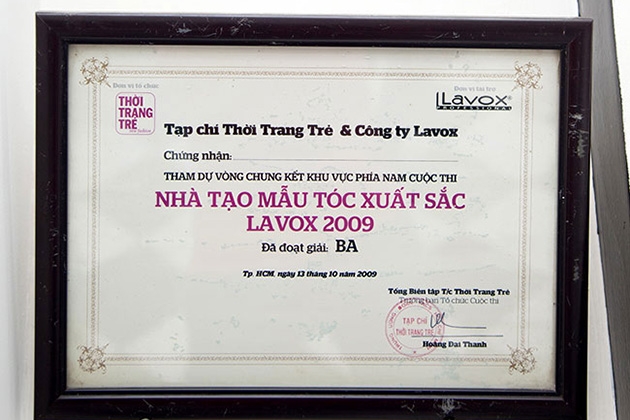 Đơn vị tổ chức
Đơn vị tài trợ
THỜI
TRANG
TRẺ
Lavox®
PROFESSIONAL
Tạp chí Thời Trang Trẻ & Công ty Lavox
Chứng nhận:
THAM DỰ VÒNG CHUNG KẾT KHU VỰC PHÍA NAM CUỘC THI
NHÀ TẠO MẪU TÓC XUẤT SẮC
LAVOX 2009
Đã đoạt giải: BA
Tp. HCM, ngày 13 tháng 10 năm 2009
Tổng Biên tập T/c Thời Trang Trẻ
Trưởng ban Tổ chức Cuộc thi
TẠP CHÍ
THỜI TRANG TRẺ
Hoàng Đại Thanh